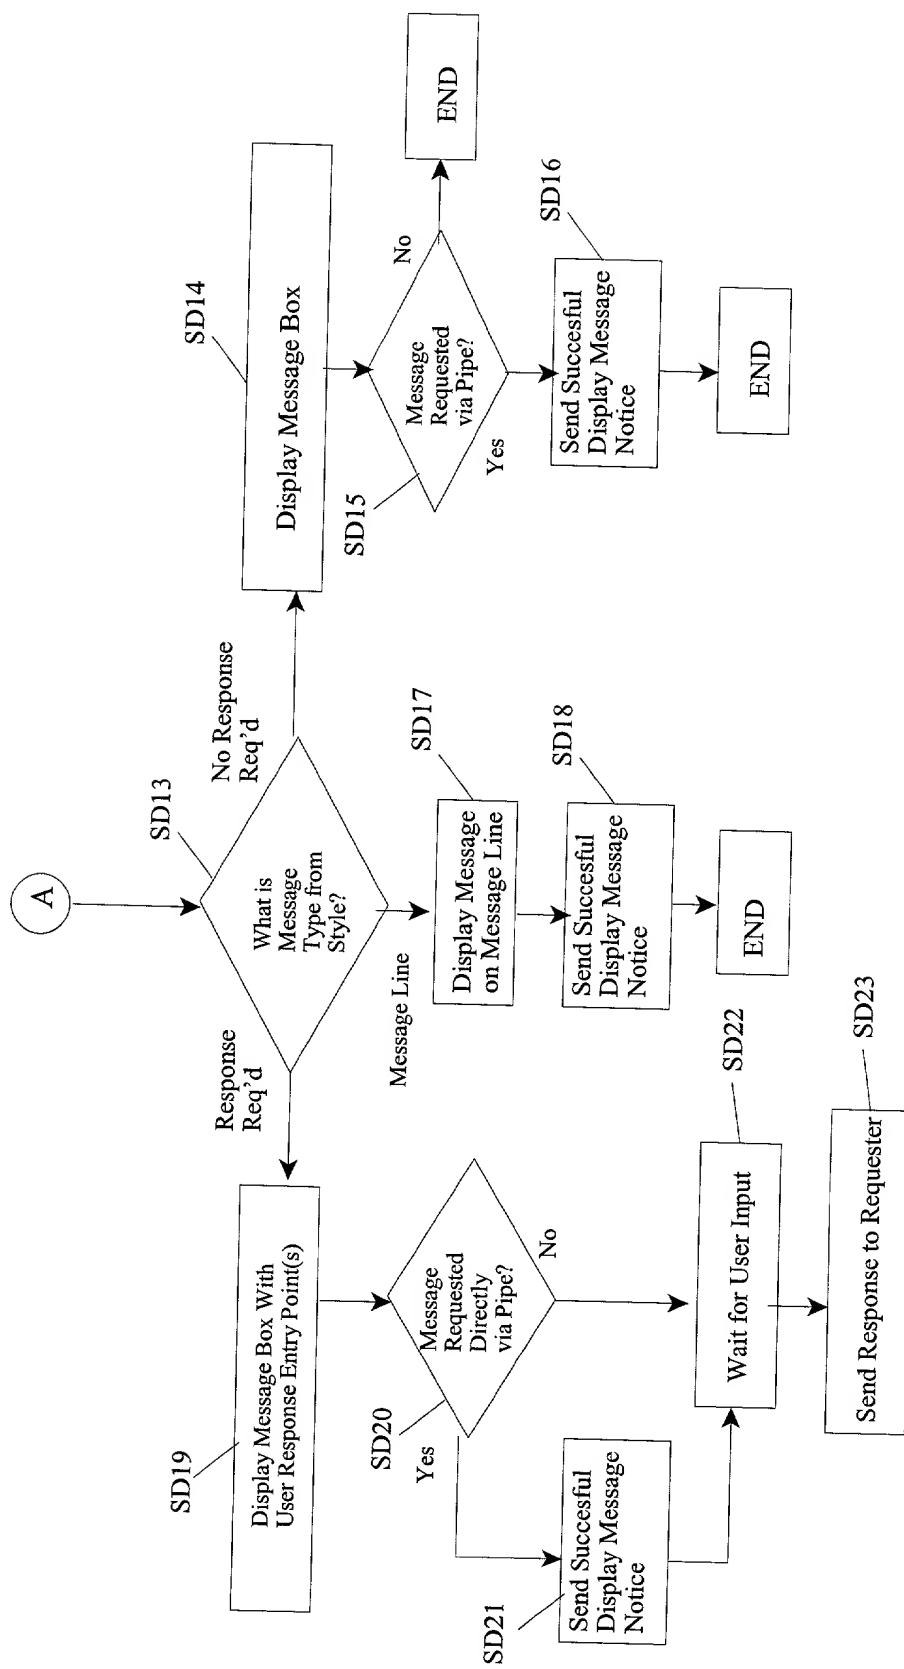 A
SD13
What is
Message
Type from
Style?
Response
Req'd
No Response
Req'd
Message Line
SD19
Display Message Box With
User Response Entry Point(s)
SD20
Message
Requested
Directly
via Pipe?
Yes
No
SD21
Send Succesful
Display Message
Notice
Wait for User Input
SD22
Send Response to Requester
SD23
Display Message
on Message Line
SD17
Send Succesful
Display Message
Notice
SD18
END
SD14
Display Message Box
SD15
Message
Requested
via Pipe?
No
END
Yes
Send Succesful
Display Message
Notice
SD16
END